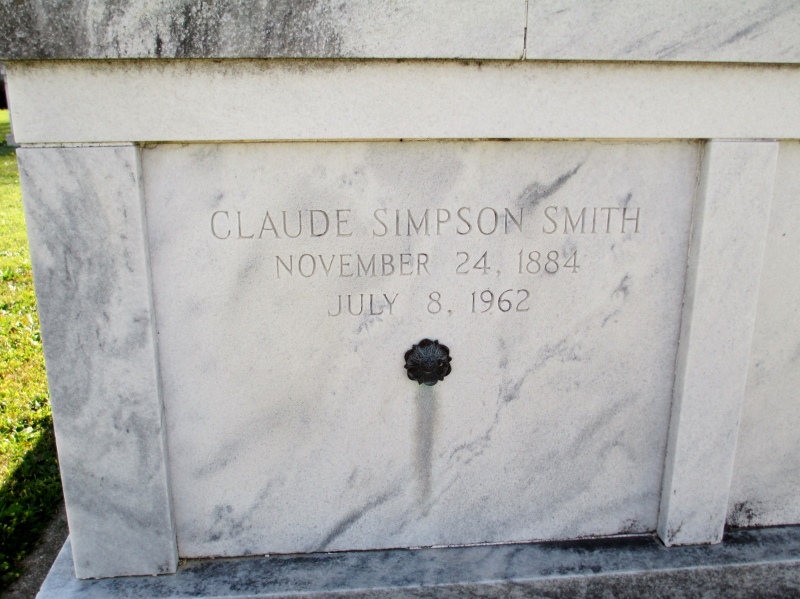 CLAUDE SIMPSON SMITH
NOVEMBER 24, 1884
JULY 8, 1962